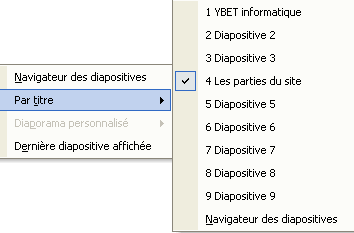 Navigateur des diapositives
Par titre
Diaporama personnalisé
Dernière diapositive affichée
1 YBET informatique
2 Diapositive 2
3 Diapositive 3
4 Les parties du site
5 Diapositive 5
6 Diapositive 6
7 Diapositive 7
8 Diapositive 8
9 Diapositive 9
Navigateur des diapositives